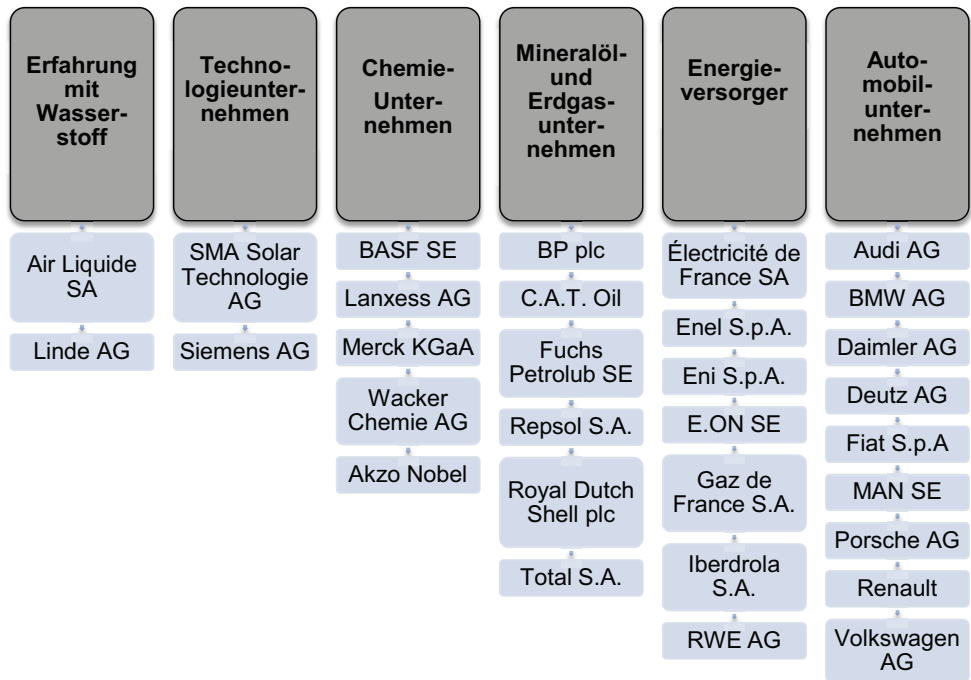 Erfahrung
mit
Wasser-
stoff
Air Liquide
SA
Linde AG
Techno-
logieunter-
nehmen
SMA Solar
Technologie
AG
Siemens AG
Chemie-
Unter-
nehmen
BASF SE
Lanxess AG
Merck KGaA
Wacker
Chemie AG
Akzo Nobel
Mineralöl-
und
Erdgas-
unter-
nehmen
BP plc
C.A.T. Oil
Fuchs
Petrolub SE
Repsol S.A.
Royal Dutch
Shell plc
Total S.A.
Energie-
versorger
Électricité de
France SA
Enel S.p.A.
Eni S.p.A.
E.ON SE
Gaz de
France S.A.
Iberdrola
S.A.
RWE AG
Auto-
mobil-
unter-
nehmen
Audi AG
BMW AG
Daimler AG
Deutz AG
Fiat S.p.A
MAN SE
Porsche AG
Renault
Volkswagen
AG